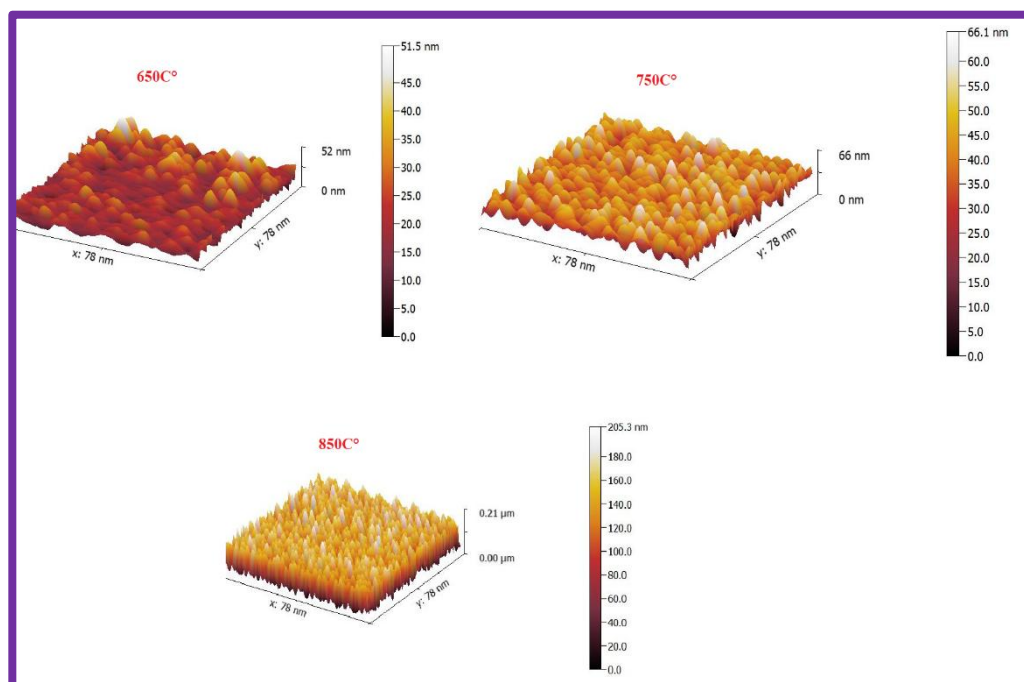 650C°
51.5 nm
45.0
40.0
35.0
30.0
25.0
20.0
15.0
10.0
5.0
0.0
52 nm
0 nm
x: 78 nm
y: 78 nm
750C°
66.1 nm
60.0
55.0
50.0
45.0
40.0
35.0
30.0
25.0
20.0
15.0
10.0
5.0
0.0
66 nm
0 nm
x: 78 nm
y: 78 nm
850C°
205.3 nm
180.0
160.0
140.0
120.0
100.0
80.0
60.0
40.0
20.0
0.0
0.21 µm
0.00 µm
x: 78 nm
y: 78 nm